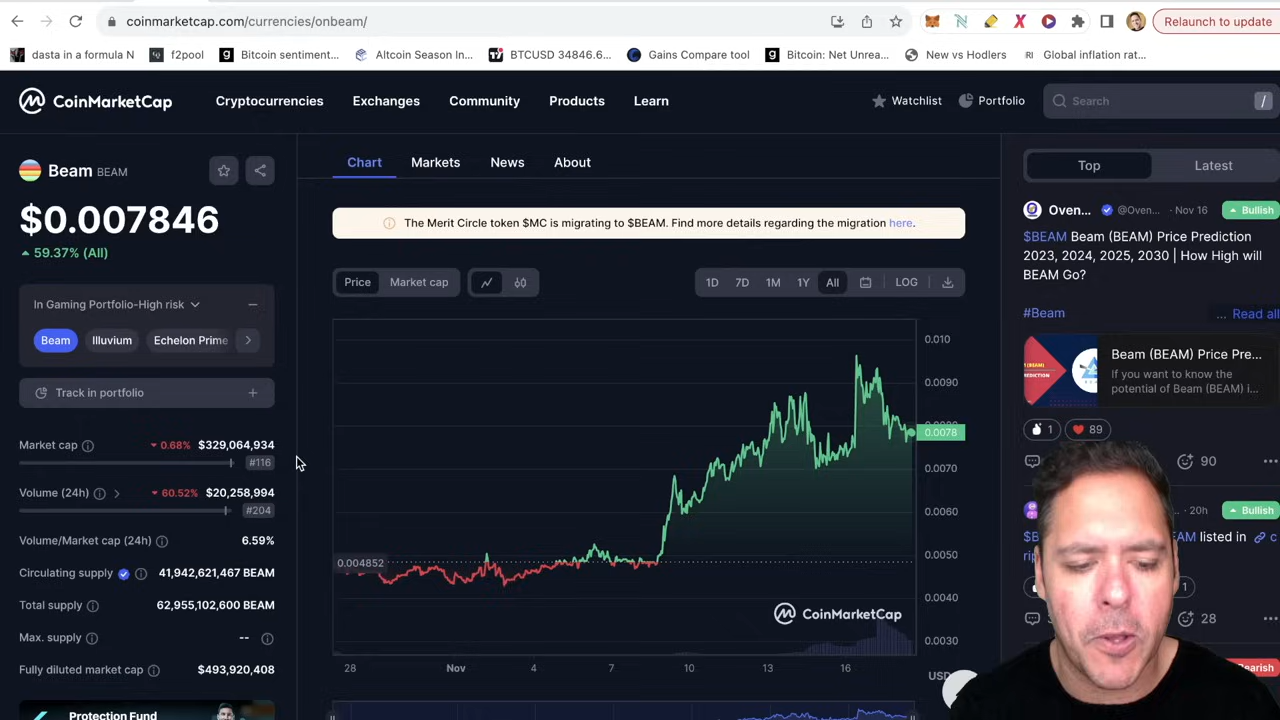 coinmarketcap.com/currencies/onbeam/
Relaunch to update
dasta in a formula N
f2pool
Bitcoin sentiment...
Altcoin Season In...
BTCUSD 34846.6...
Gains Compare tool
Bitcoin: Net Unrea...
New vs Hodlers
Global inflation rat...
CoinMarketCap
Cryptocurrencies
Exchanges
Community
Products
Learn
Watchlist
Portfolio
Search
/
Beam BEAM
$0.007846
59.37% (All)
In Gaming Portfolio-High risk
Beam
Illuvium
Echelon Prime
Track in portfolio
Market cap
0.68% $329,064,934
#116
Volume (24h)
60.52% $20,258,994
#204
Volume/Market cap (24h)
6.59%
Circulating supply
41,942,621,467 BEAM
Total supply
62,955,102,600 BEAM
Max. supply
--
Fully diluted market cap
$493,920,408
Protection Fund
Chart
Markets
News
About
The Merit Circle token $MC is migrating to $BEAM. Find more details regarding the migration here.
Price
Market cap
1D
7D
1M
1Y
All
LOG
0.010
0.0090
0.0078
0.0070
0.0060
0.0050
0.0040
0.0030
0.004852
CoinMarketCap
28
Nov
4
7
10
13
16
USD
Top
Latest
Oven... @Oven... · Nov 16
Bullish
$BEAM Beam (BEAM) Price Prediction
2023, 2024, 2025, 2030 | How High will
BEAM Go?
#Beam
... Read all
Beam (BEAM) Price Pre...
If you want to know the
potential of Beam (BEAM) i...
1
89
90
· 20h
Bullish
listed in
1
28